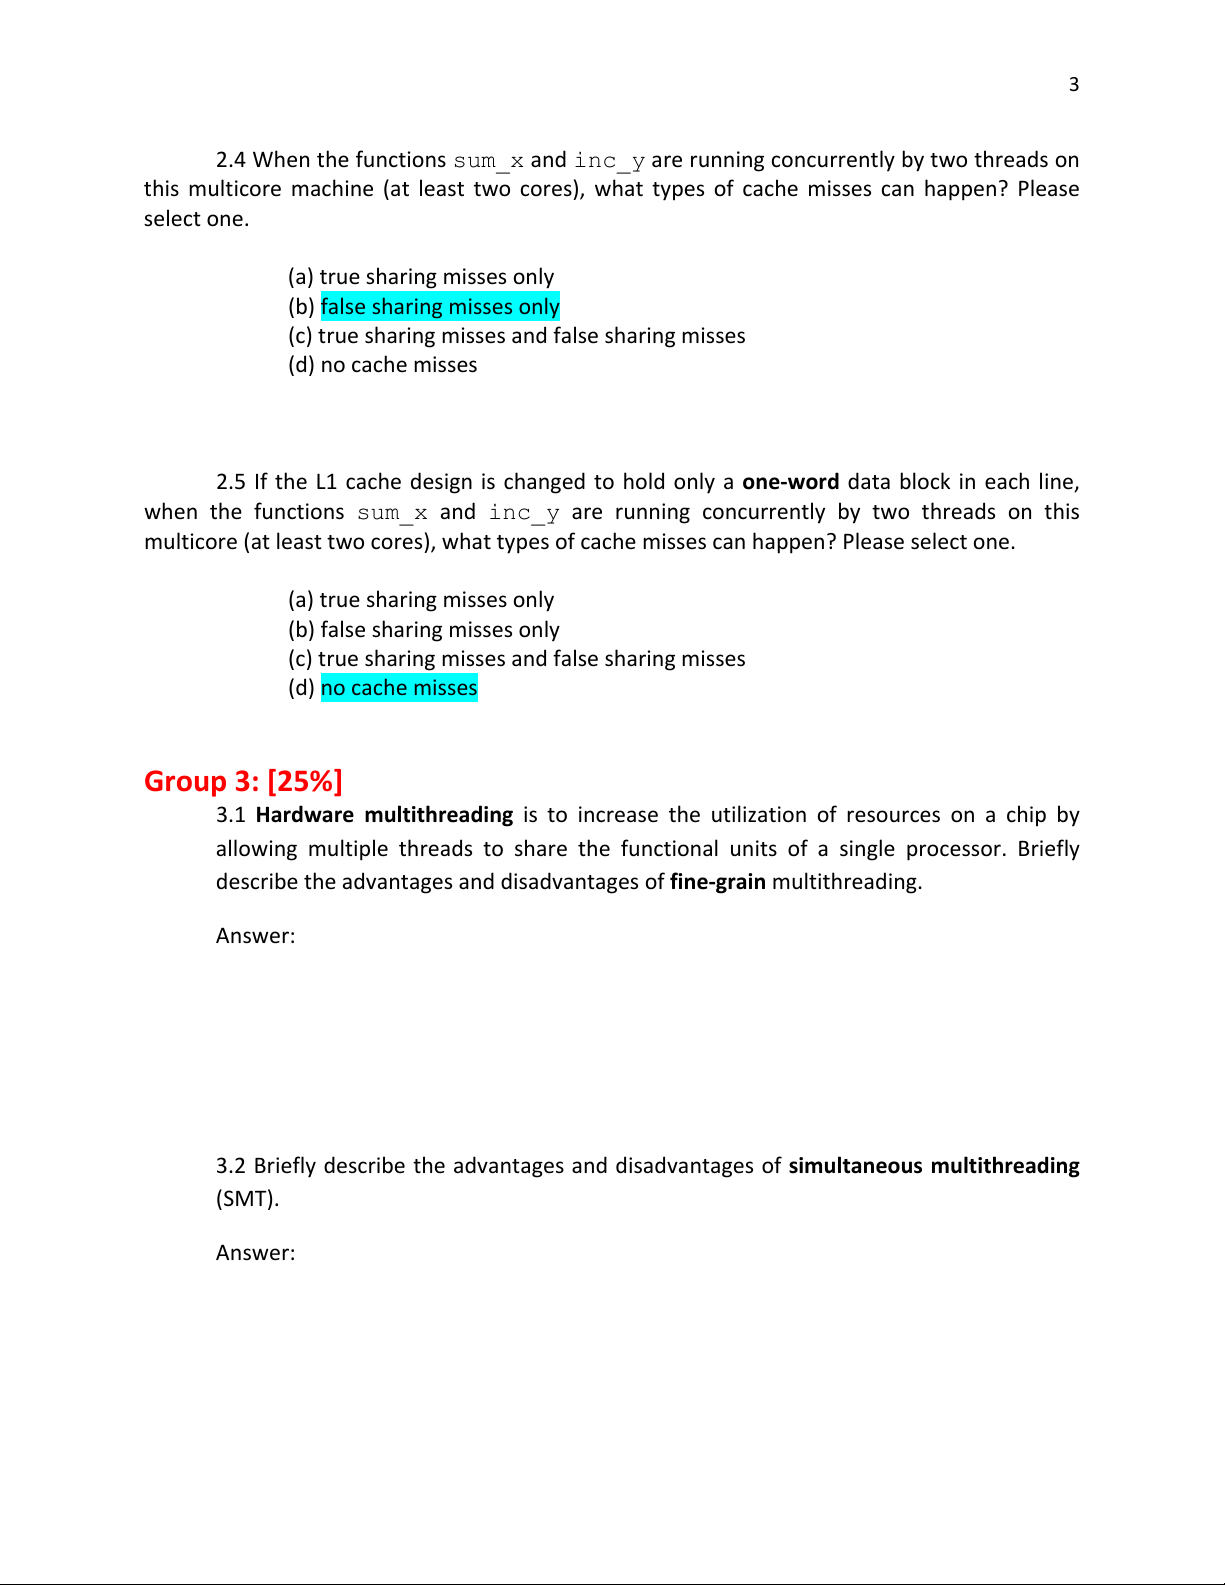 3
2.4 When the functions sum_x and inc_y are running concurrently by two threads on
this multicore machine (at least two cores), what types of cache misses can happen? Please
select one.
(a) true sharing misses only
(b) false sharing misses only
(c) true sharing misses and false sharing misses
(d) no cache misses
2.5 If the L1 cache design is changed to hold only a one-word data block in each line,
when the functions sum_x and inc_y are running concurrently by two threads on this
multicore (at least two cores), what types of cache misses can happen? Please select one.
(a) true sharing misses only
(b) false sharing misses only
(c) true sharing misses and false sharing misses
(d) no cache misses
Group 3: [25%]
3.1 Hardware multithreading is to increase the utilization of resources on a chip by
allowing multiple threads to share the functional units of a single processor. Briefly
describe the advantages and disadvantages of fine-grain multithreading.
Answer:
3.2 Briefly describe the advantages and disadvantages of simultaneous multithreading
(SMT).
Answer: